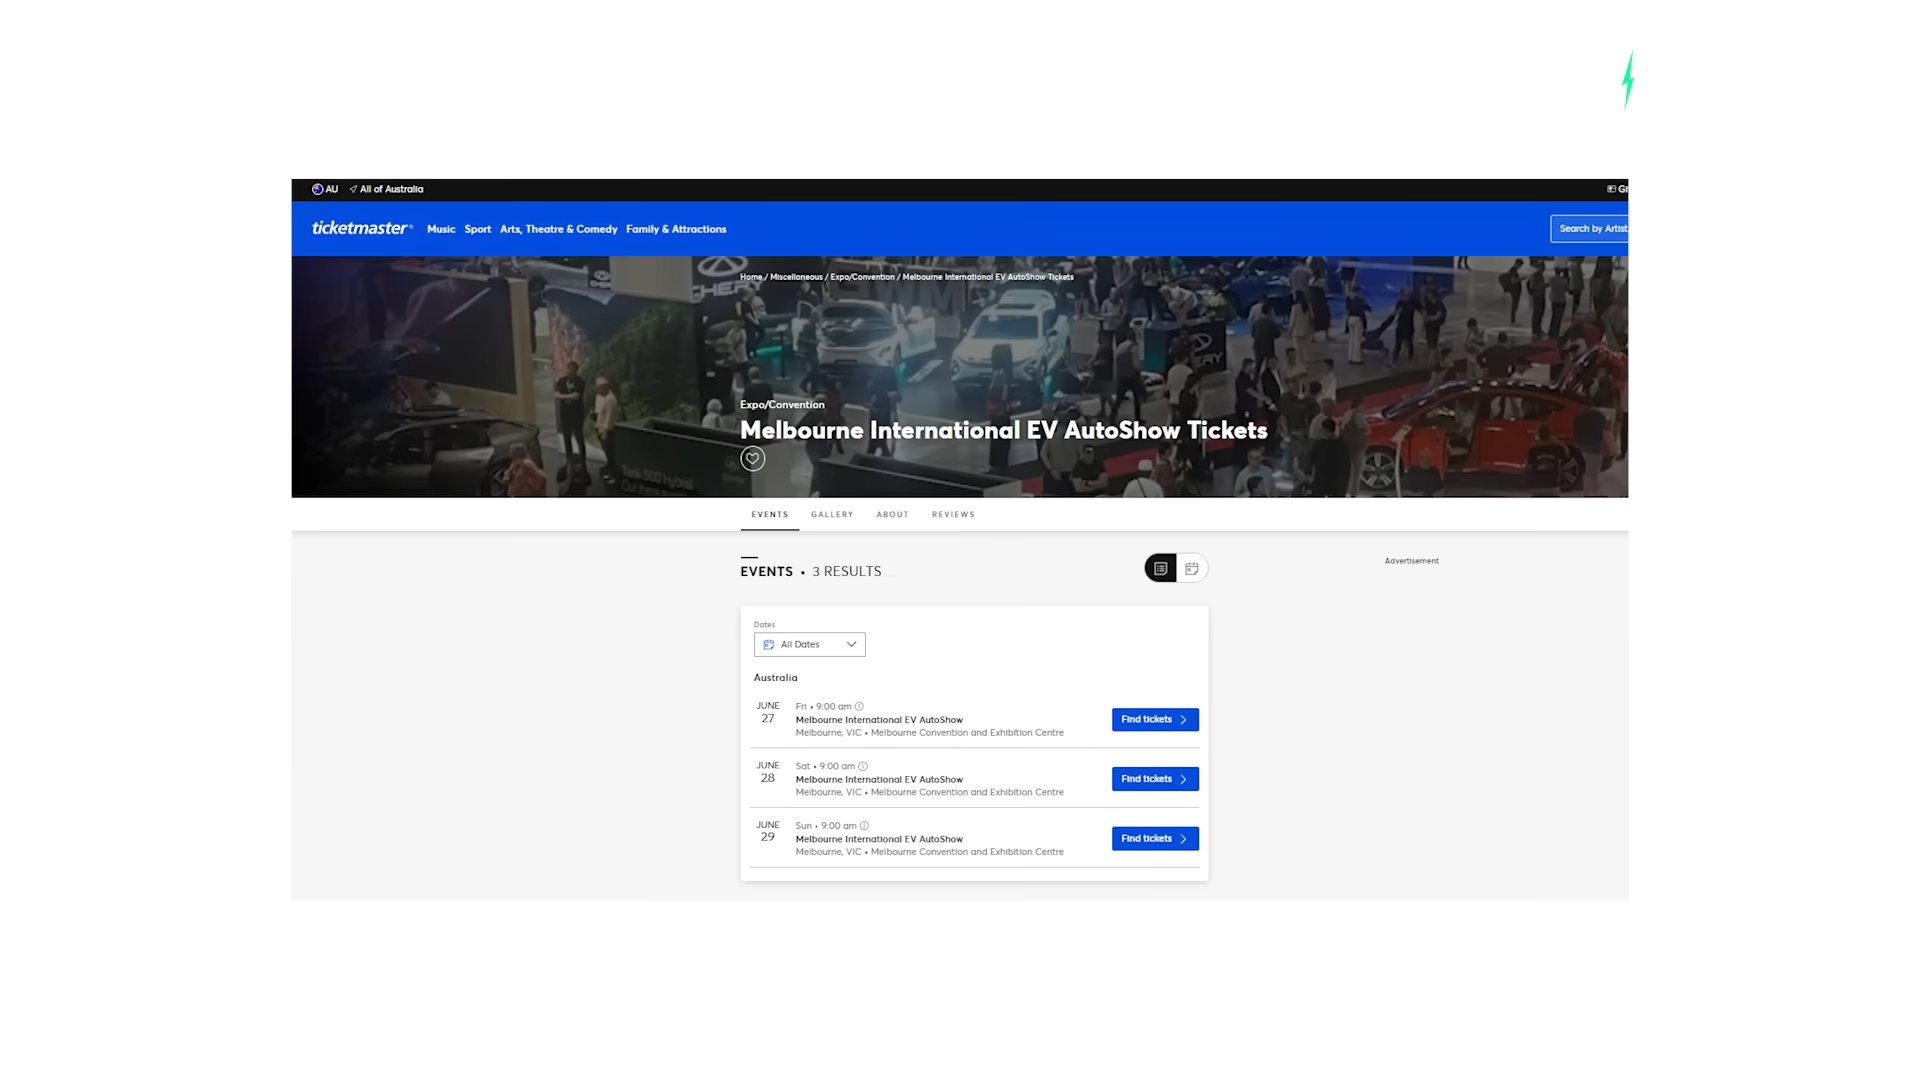 AU All of Australia
ticketmaster Music Sport Arts, Theatre & Comedy Family & Attractions Search by Artist
Home / Miscellaneous / Expo/Convention / Melbourne International EV AutoShow Tickets
CHERY
Expo/Convention
Melbourne International EV AutoShow Tickets
Tank 500 Hybrid
EVENTS GALLERY ABOUT REVIEWS
EVENTS • 3 RESULTS
Advertisement
Dates
All Dates
Australia
JUNE
27
Fri • 9:00 am
Melbourne International EV AutoShow
Melbourne, VIC • Melbourne Convention and Exhibition Centre
Find tickets
JUNE
28
Sat • 9:00 am
Melbourne International EV AutoShow
Melbourne, VIC • Melbourne Convention and Exhibition Centre
Find tickets
JUNE
29
Sun • 9:00 am
Melbourne International EV AutoShow
Melbourne, VIC • Melbourne Convention and Exhibition Centre
Find tickets